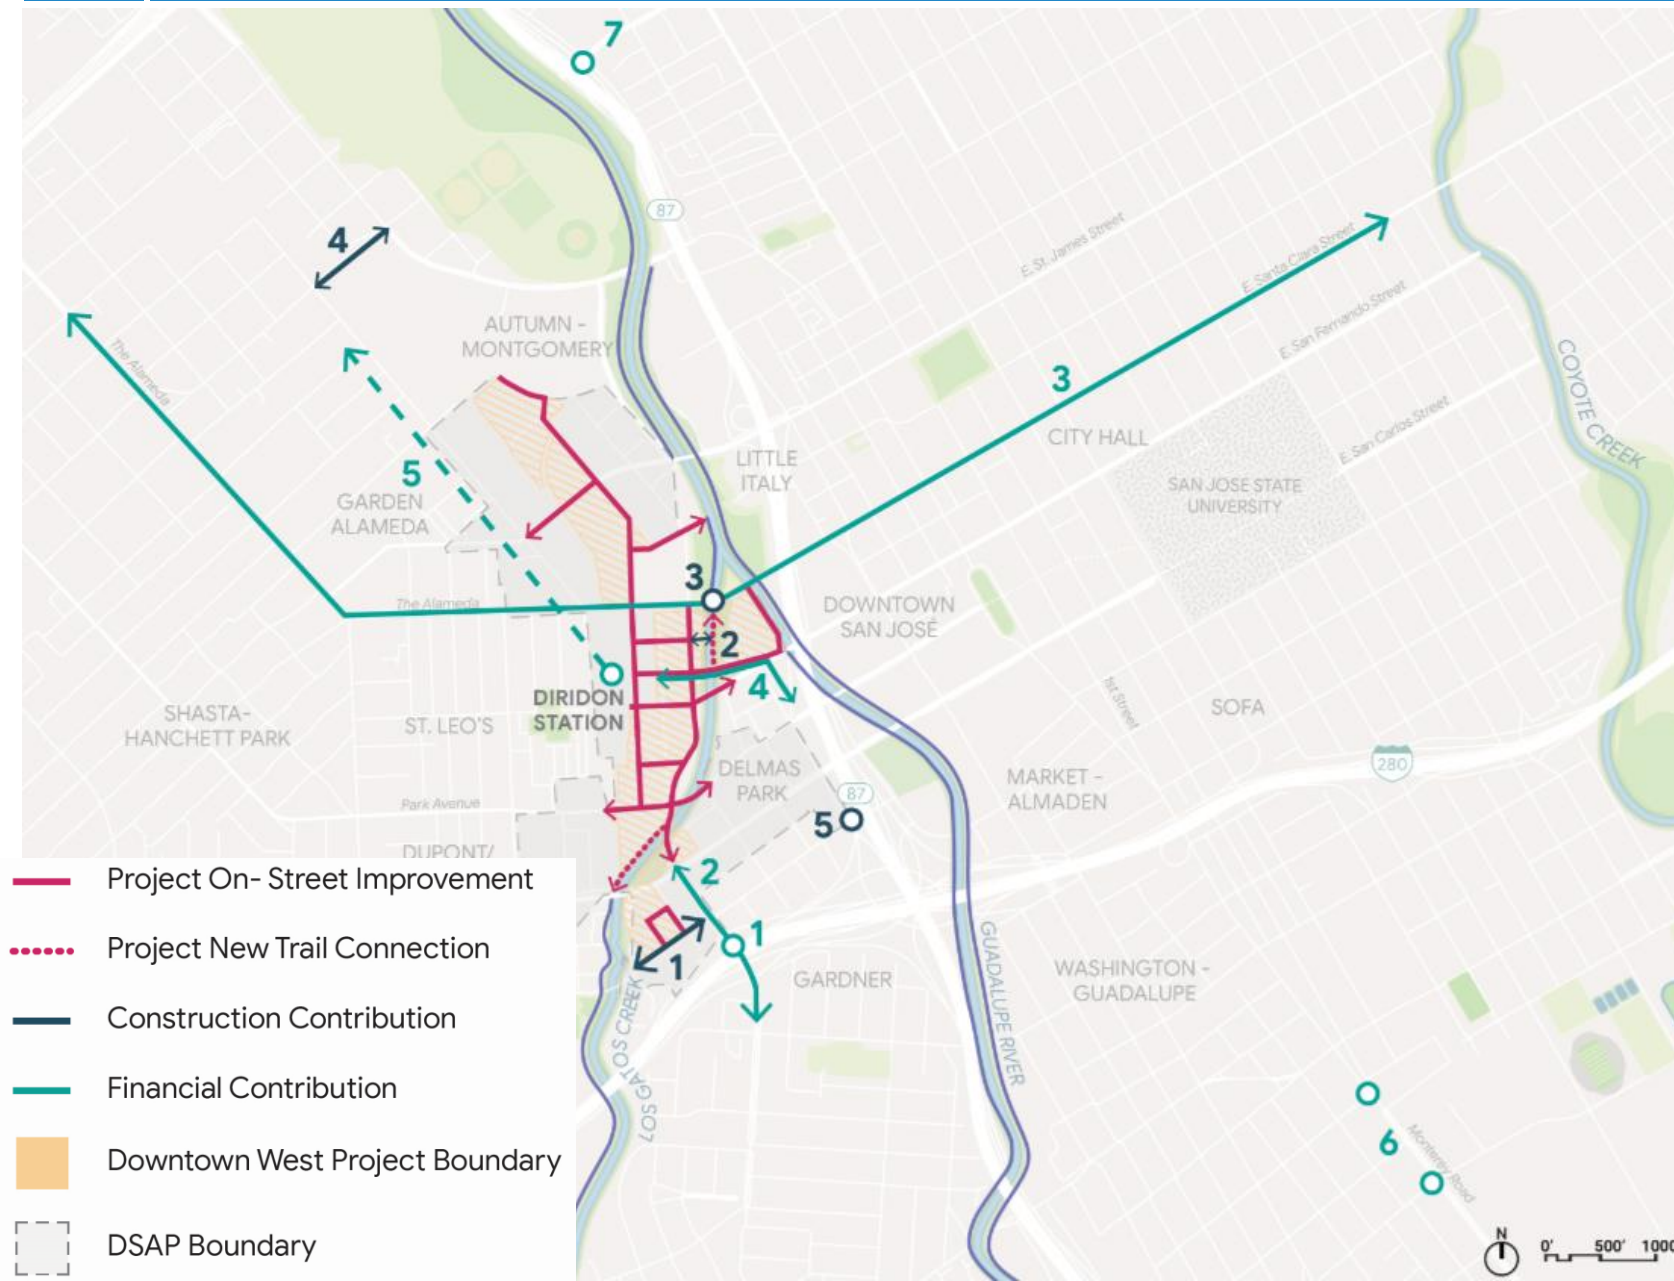 7
87
4
E. St. James Street
E. Santa Clara Street
E. San Fernando Street
E. San Carlos Street
The Alameda
AUTUMN -
MONTGOMERY
COYOTE CREEK
3
CITY HALL
LITTLE
ITALY
5
GARDEN
ALAMEDA
SAN JOSE STATE
UNIVERSITY
3
The Alameda
DOWNTOWN
SAN JOSÉ
2
4
DIRIDON
STATION
SHASTA-
HANCHETT PARK
ST. LEO'S
1st Street
SOFA
280
DELMAS
PARK
MARKET -
ALMADEN
87
5
Park Avenue
DUPONT/
2
1
1
GARDNER
WASHINGTON -
GUADALUPE
GUADALUPE RIVER
LOS GATOS CREEK
6
Monterey Road
Project On- Street Improvement
Project New Trail Connection
Construction Contribution
Financial Contribution
Downtown West Project Boundary
DSAP Boundary
N
0' 500' 1000